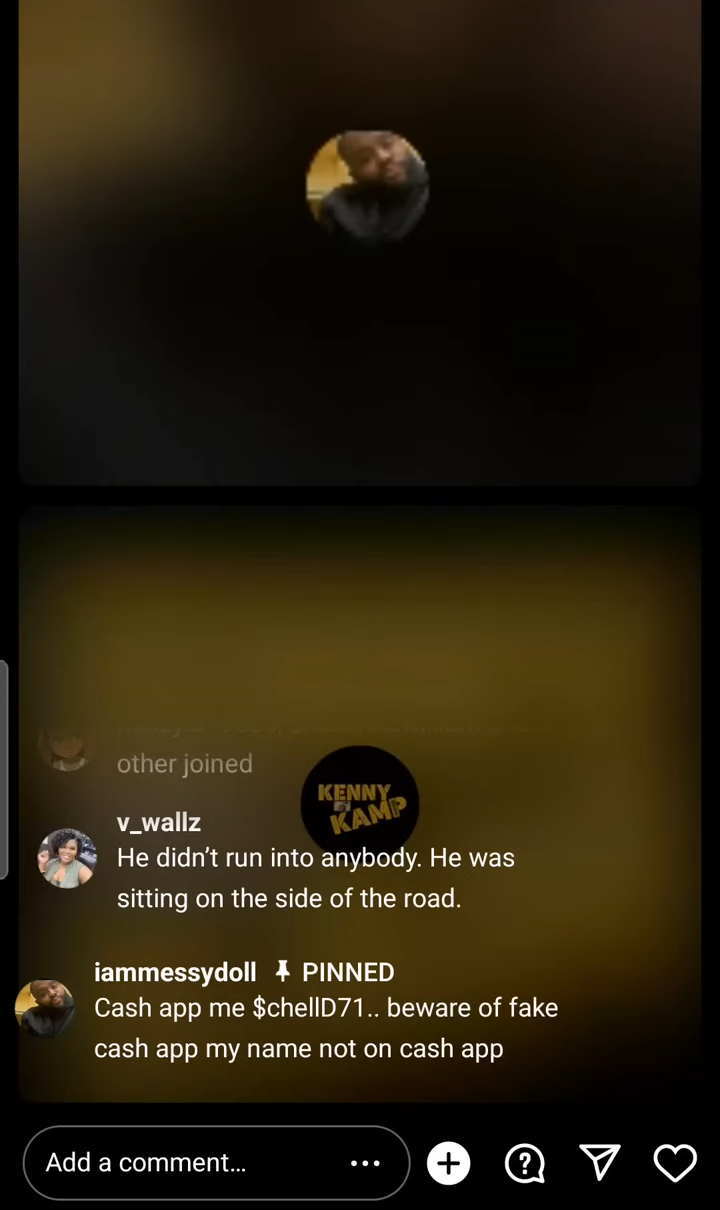 other joined
KENNY
KAMP
v_wallz
He didn’t run into anybody. He was
sitting on the side of the road.
iammessydoll PINNED
Cash app me $chellD71.. beware of fake
cash app my name not on cash app
Add a comment…